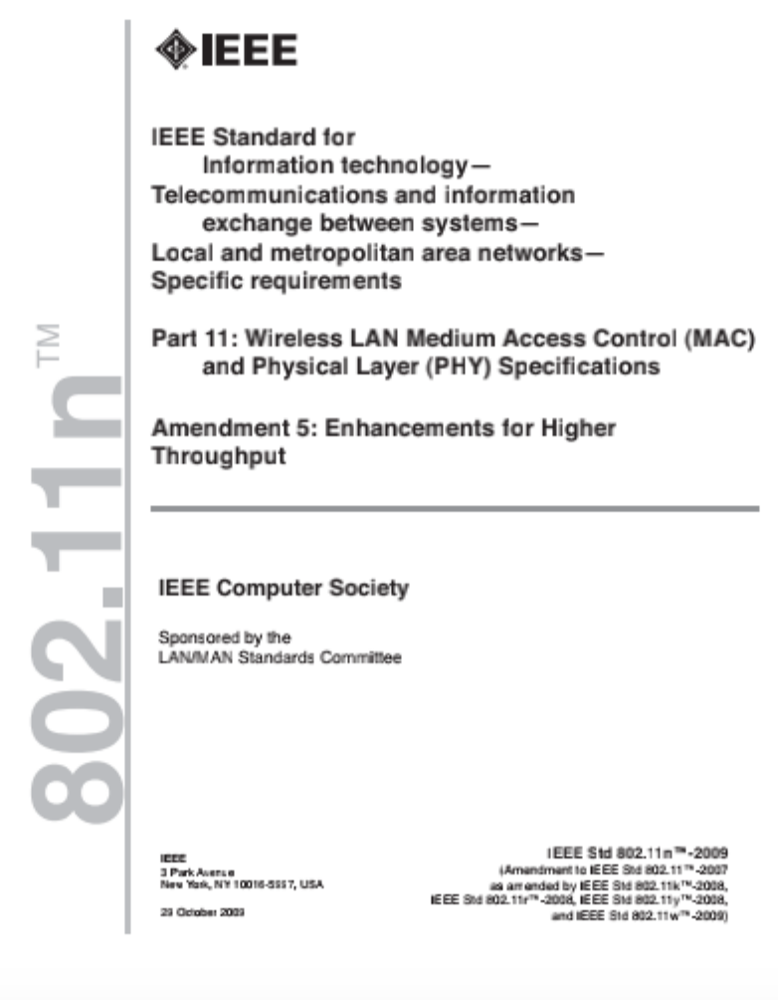 IEEE
IEEE Standard for
Information technology—
Telecommunications and information
exchange between systems—
Local and metropolitan area networks—
Specific requirements
Part 11: Wireless LAN Medium Access Control (MAC)
and Physical Layer (PHY) Specifications
Amendment 5: Enhancements for Higher
Throughput
802.11n™
IEEE Computer Society
Sponsored by the
LAN/MAN Standards Committee
IEEE
3 Park Avenue
New York, NY 10016-5997, USA
29 October 2009
IEEE Std 802.11n™-2009
(Amendment to IEEE Std 802.11™-2007
as amended by IEEE Std 802.11k™-2008,
IEEE Std 802.11r™-2008, IEEE Std 802.11y™-2008,
and IEEE Std 802.11w™-2009)